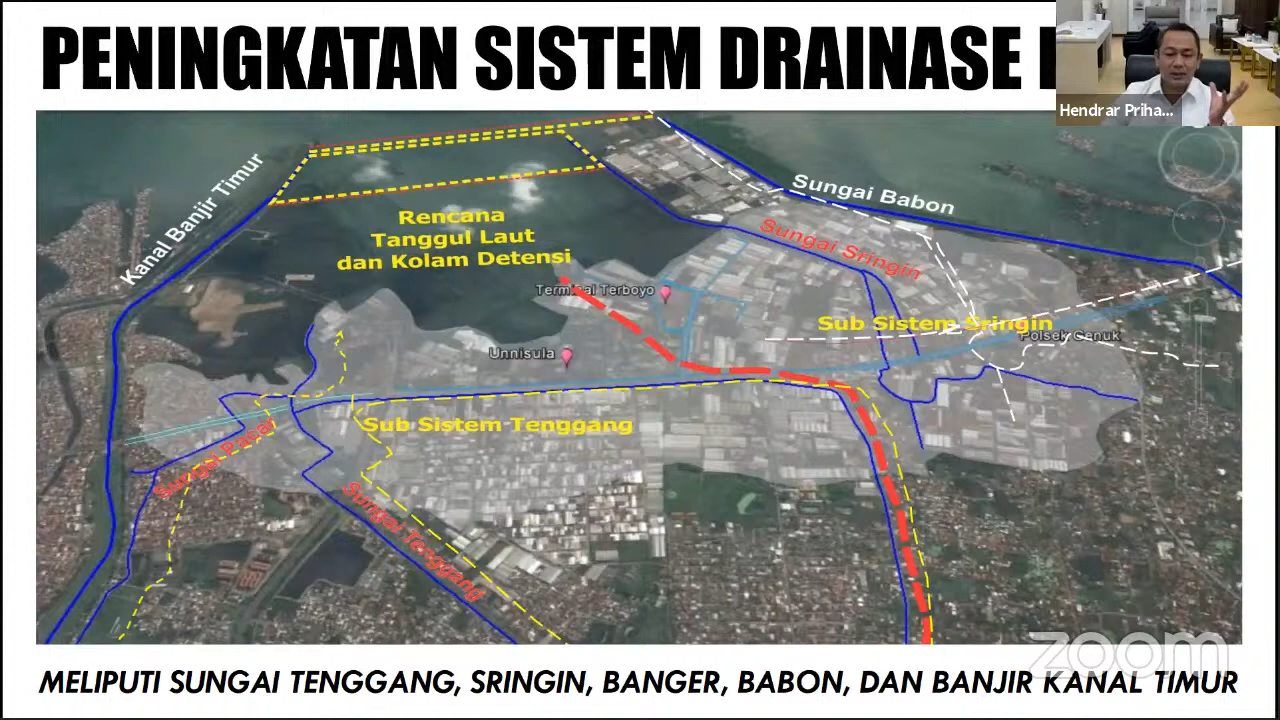 PENINGKATAN SISTEM DRAINASE
Hendrar Priha...
Kanal Banjir Timur
Sungai Babon
Rencana
Tanggul Laut
dan Kolam Detensi
Sungai Sringin
Terminal Terboyo
Sub Sistem Sringin
Polsek Genuk
Unnisula
Sub Sistem Tenggang
Sungai Pacar
Sungai Tenggang
zoom
MELIPUTI SUNGAI TENGGANG, SRINGIN, BANGER, BABON, DAN BANJIR KANAL TIMUR